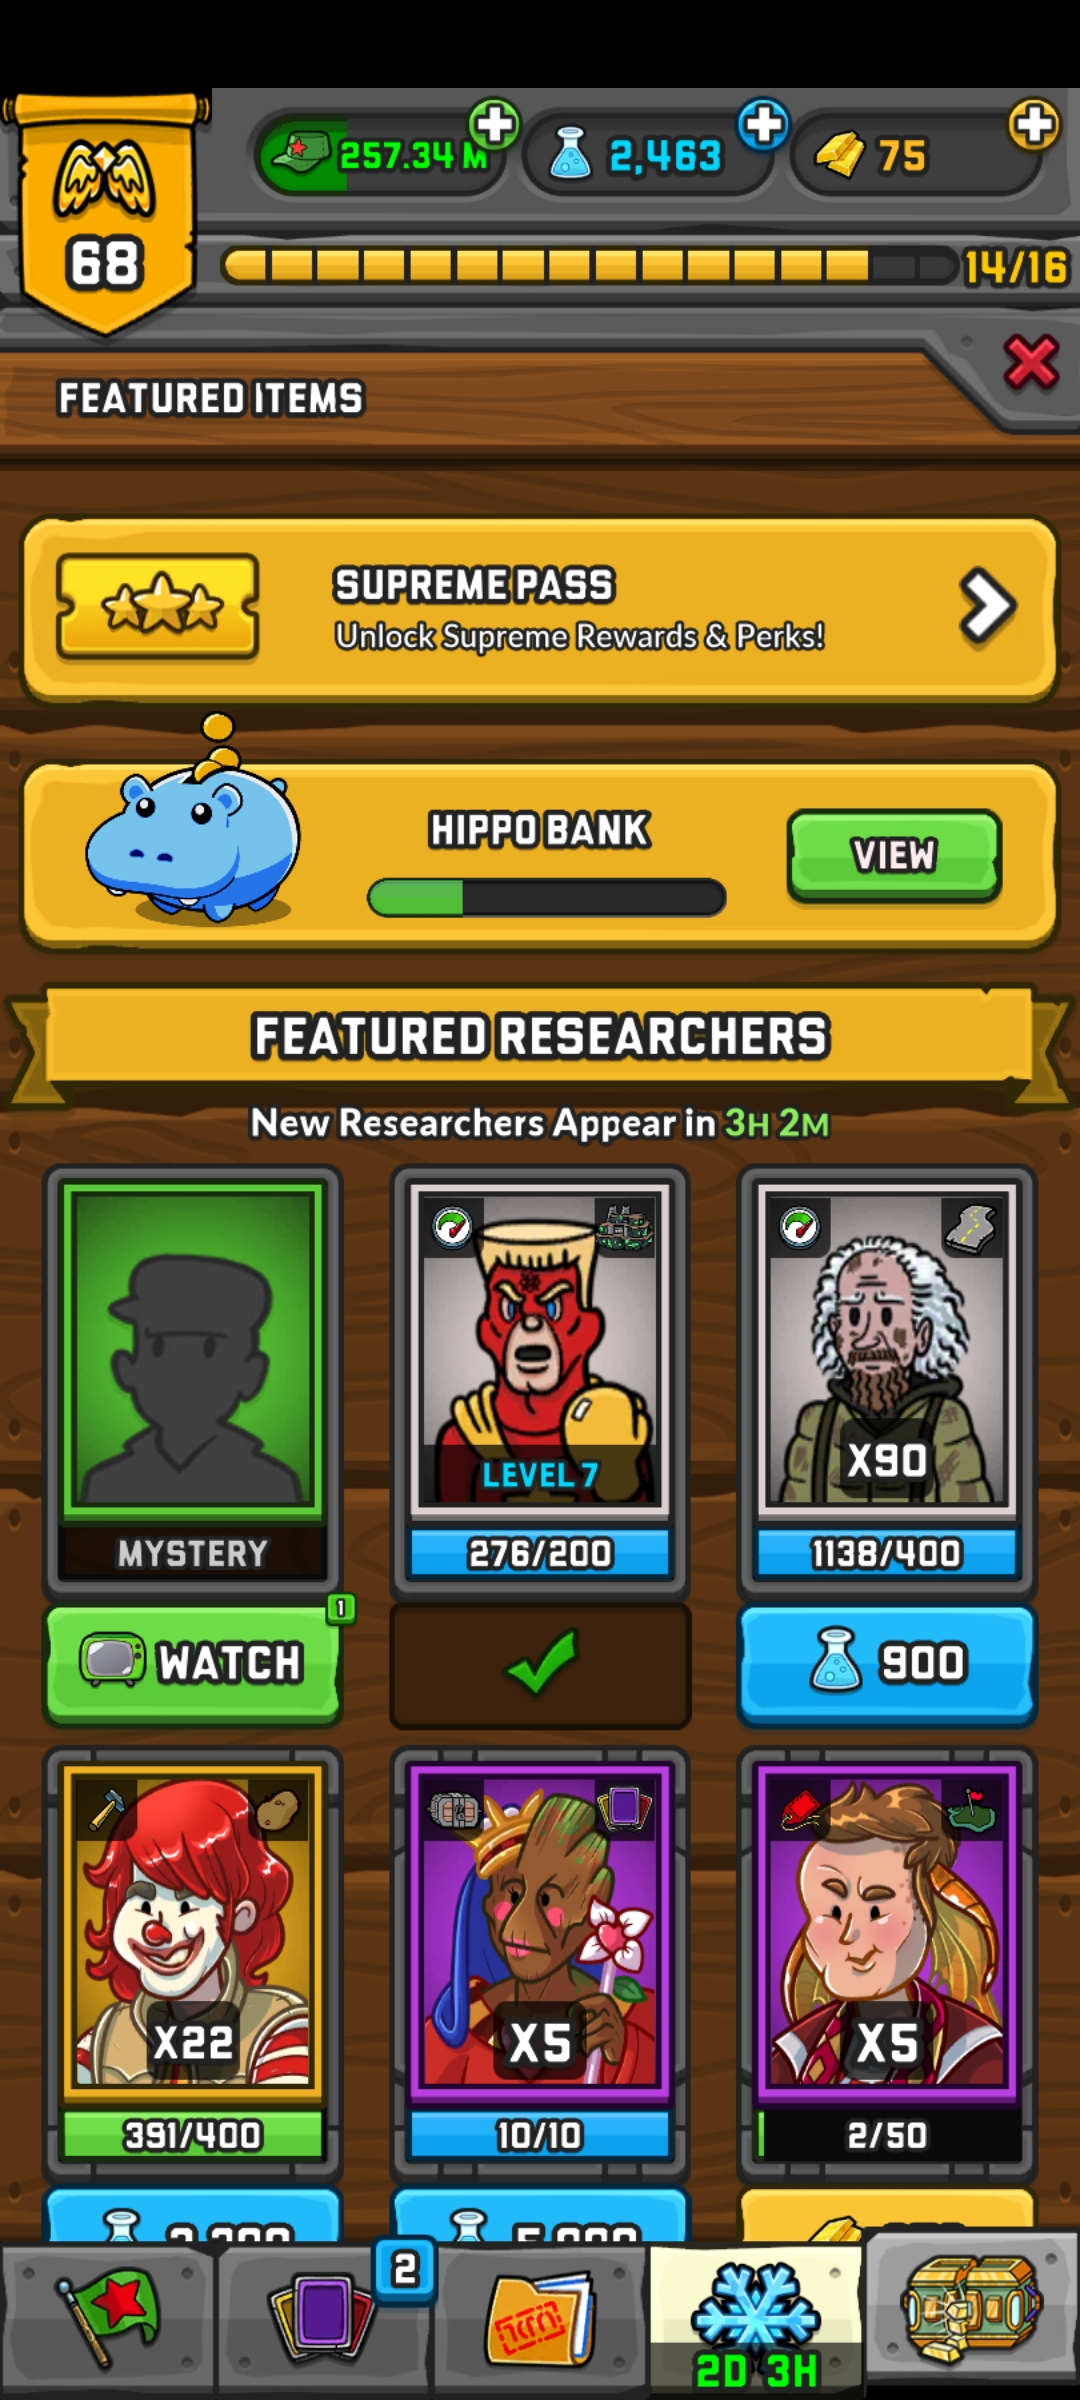 257.34 M
2,463
75
68
14/16
FEATURED ITEMS
SUPREME PASS
Unlock Supreme Rewards & Perks!
HIPPO BANK
VIEW
FEATURED RESEARCHERS
New Researchers Appear in 3H 2M
LEVEL 7
X90
MYSTERY
276/200
1138/400
1
WATCH
900
X22
X5
X5
391/400
10/10
2/50
2
2D 3H